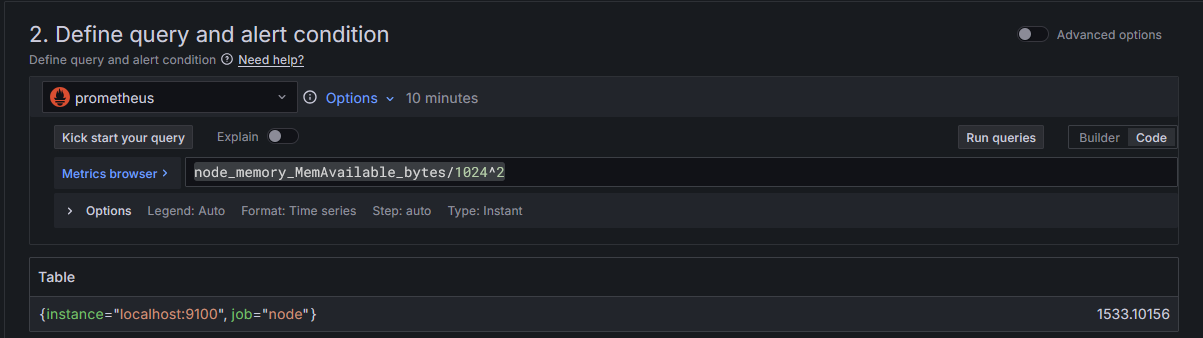 2. Define query and alert condition
Advanced options
Define query and alert condition Need help?
prometheus Options 10 minutes
Kick start your query Explain Run queries Builder Code
Metrics browser > node_memory_MemAvailable_bytes/1024^2
> Options Legend: Auto Format: Time series Step: auto Type: Instant
Table
{instance="localhost:9100", job="node"} 1533.10156